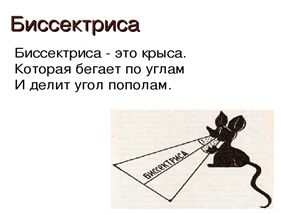 Биссектриса
Биссектриса - это крыса.
Которая бегает по углам
И делит угол пополам.
БИССЕКТРИСА